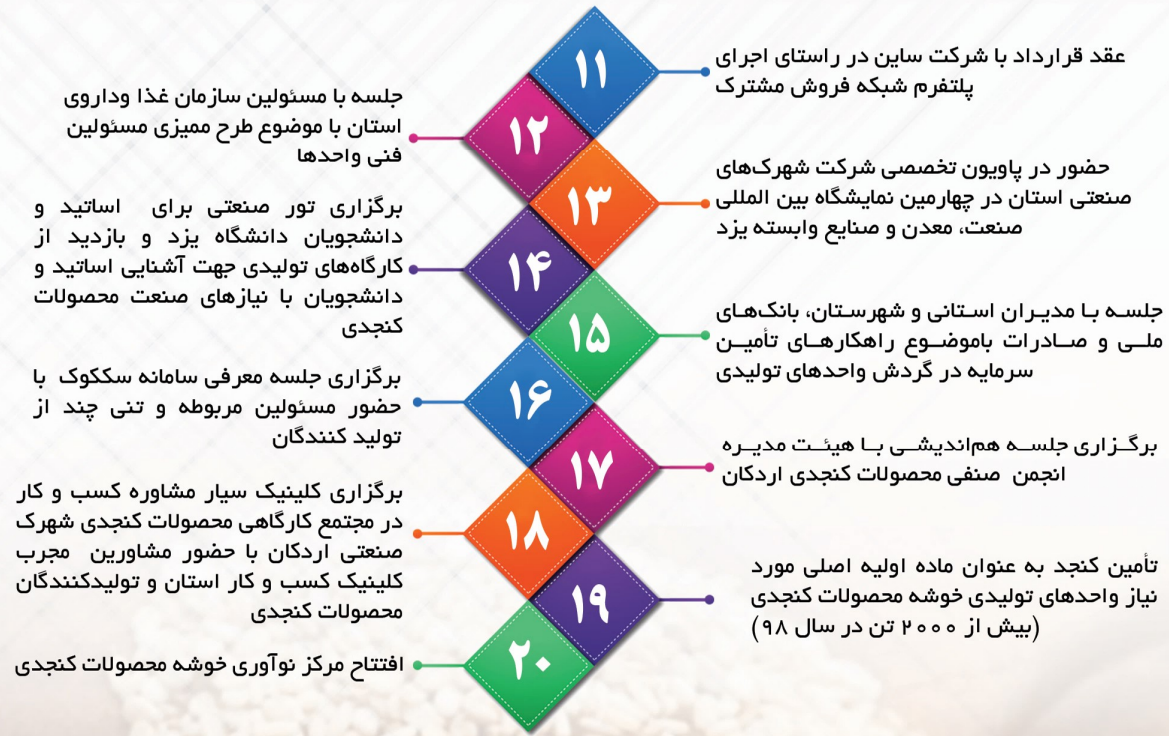 ۱۱
عقد قرارداد با شرکت ساین در راستای اجرای
پلتفرم شبکه فروش مشترک
۱۲
جلسه با مسئولین سازمان غذا وداروی
استان با موضوع طرح ممیزی مسئولین
فنی واحدها
۱۳
حضور در پاویون تخصصی شرکت شهرک‌های
صنعتی استان در چهارمین نمایشگاه بین المللی
صنعت، معدن و صنایع وابسته یزد
۱۴
برگزاری تور صنعتی برای اساتید و
دانشجویان دانشگاه یزد و بازدید از
کارگاه‌های تولیدی جهت آشنایی اساتید و
دانشجویان با نیازهای صنعت محصولات
کنجدی
۱۵
جلسه با مدیران استانی و شهرستان، بانک‌های
ملی و صادرات باموضوع راهکارهای تأمین
سرمایه در گردش واحدهای تولیدی
۱۶
برگزاری جلسه معرفی سامانه سککوک با
حضور مسئولین مربوطه و تنی چند از
تولید کنندگان
۱۷
برگزاری جلسه هم‌اندیشی با هیئت مدیره
انجمن صنفی محصولات کنجدی اردکان
۱۸
برگزاری کلینیک سیار مشاوره کسب و کار
در مجتمع کارگاهی محصولات کنجدی شهرک
صنعتی اردکان با حضور مشاورین مجرب
کلینیک کسب و کار استان و تولیدکنندگان
محصولات کنجدی
۱۹
تأمین کنجد به عنوان ماده اولیه اصلی مورد
نیاز واحدهای تولیدی خوشه محصولات کنجدی
(بیش از ۲۰۰۰ تن در سال ۹۸)
۲۰
افتتاح مرکز نوآوری خوشه محصولات کنجدی